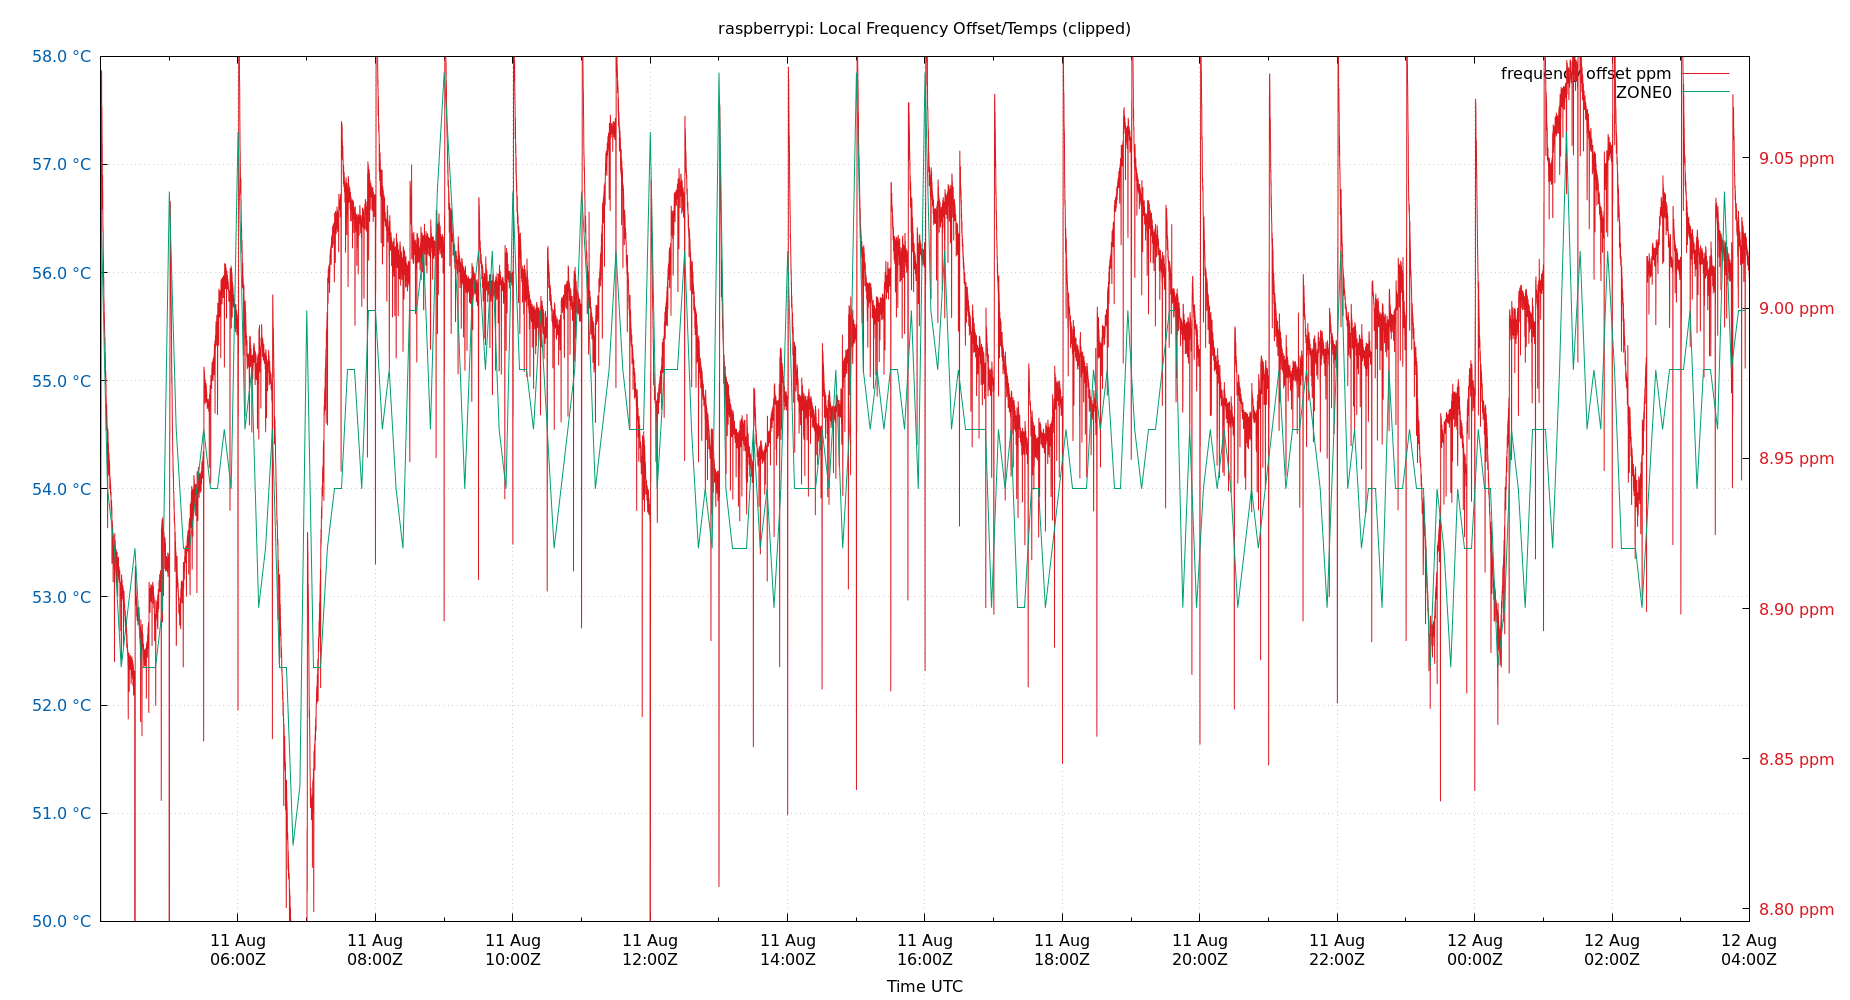 raspberrypi: Local Frequency Offset/Temps (clipped)
frequency offset ppm
ZONE0
58.0 °C
57.0 °C
56.0 °C
55.0 °C
54.0 °C
53.0 °C
52.0 °C
51.0 °C
50.0 °C
9.05 ppm
9.00 ppm
8.95 ppm
8.90 ppm
8.85 ppm
8.80 ppm
11 Aug 11 Aug 11 Aug 11 Aug 11 Aug 11 Aug 11 Aug 11 Aug 11 Aug 12 Aug 12 Aug 12 Aug
06:00Z 08:00Z 10:00Z 12:00Z 14:00Z 16:00Z 18:00Z 20:00Z 22:00Z 00:00Z 02:00Z 04:00Z
Time UTC